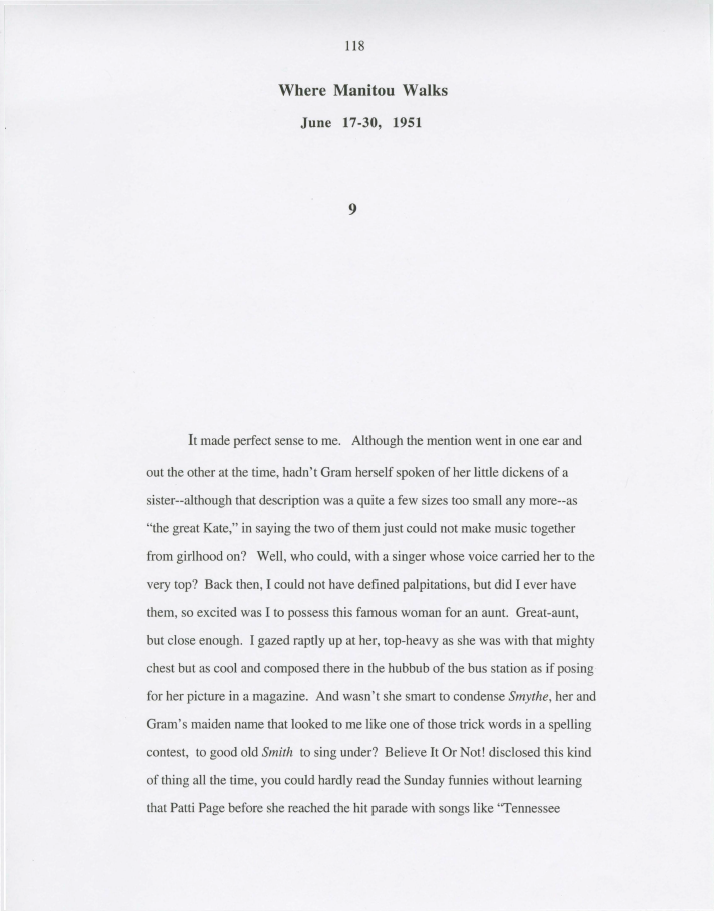 118
Where Manitou Walks
June 17-30, 1951
9
It made perfect sense to me. Although the mention went in one ear and
out the other at the time, hadn't Gram herself spoken of her little dickens of a
sister--although that description was a quite a few sizes too small any more--as
“the great Kate,” in saying the two of them just could not make music together
from girlhood on? Well, who could, with a singer whose voice carried her to the
very top? Back then, I could not have defined palpitations, but did I ever have
them, so excited was I to possess this famous woman for an aunt. Great-aunt,
but close enough. I gazed raptly up at her, top-heavy as she was with that mighty
chest but as cool and composed there in the hubbub of the bus station as if posing
for her picture in a magazine. And wasn't she smart to condense Smythe, her and
Gram's maiden name that looked to me like one of those trick words in a spelling
contest, to good old Smith to sing under? Believe It Or Not! disclosed this kind
of thing all the time, you could hardly read the Sunday funnies without learning
that Patti Page before she reached the hit parade with songs like “Tennessee